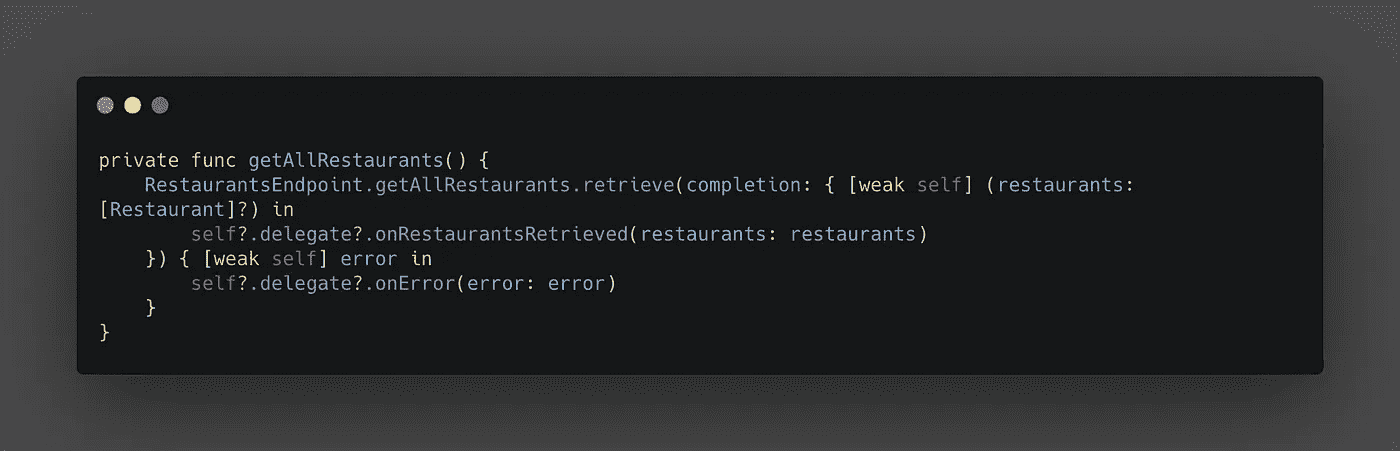 private func getAllRestaurants() {
    RestaurantsEndpoint.getAllRestaurants.retrieve(completion: { [weak self] (restaurants:
[Restaurant]?) in
        self?.delegate?.onRestaurantsRetrieved(restaurants: restaurants)
    }) { [weak self] error in
        self?.delegate?.onError(error: error)
    }
}